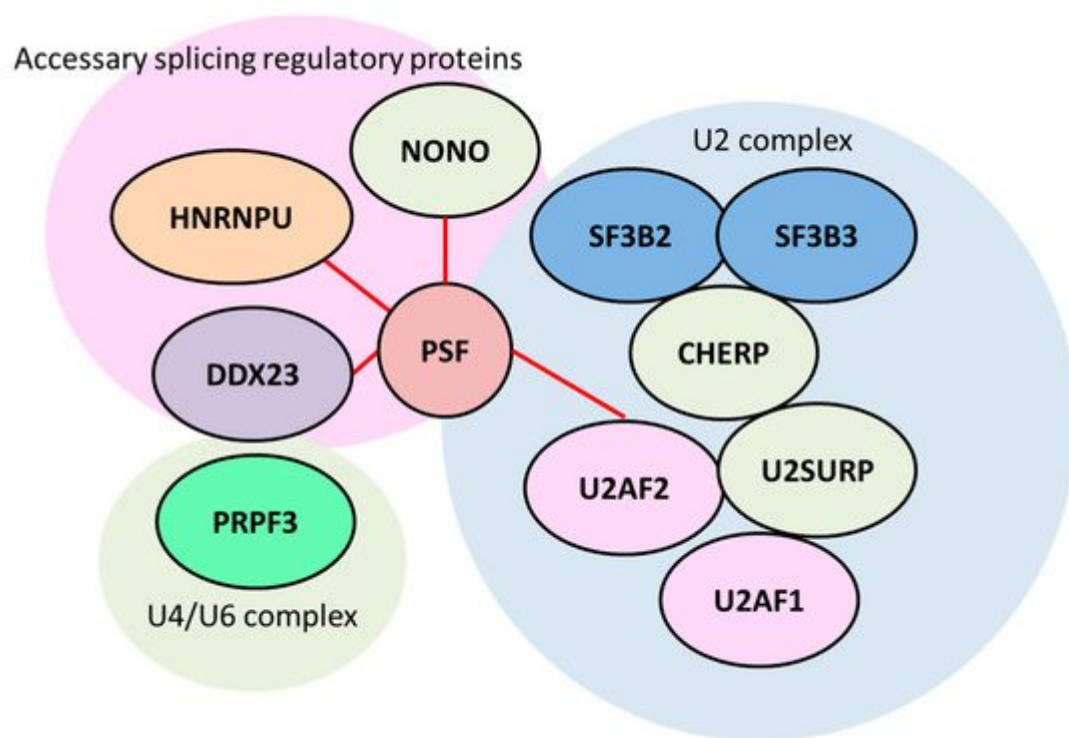 Accessary splicing regulatory proteins
NONO
U2 complex
HNRNPU
SF3B2
SF3B3
PSF
CHERP
DDX23
U2SURP
U2AF2
PRPF3
U2AF1
U4/U6 complex